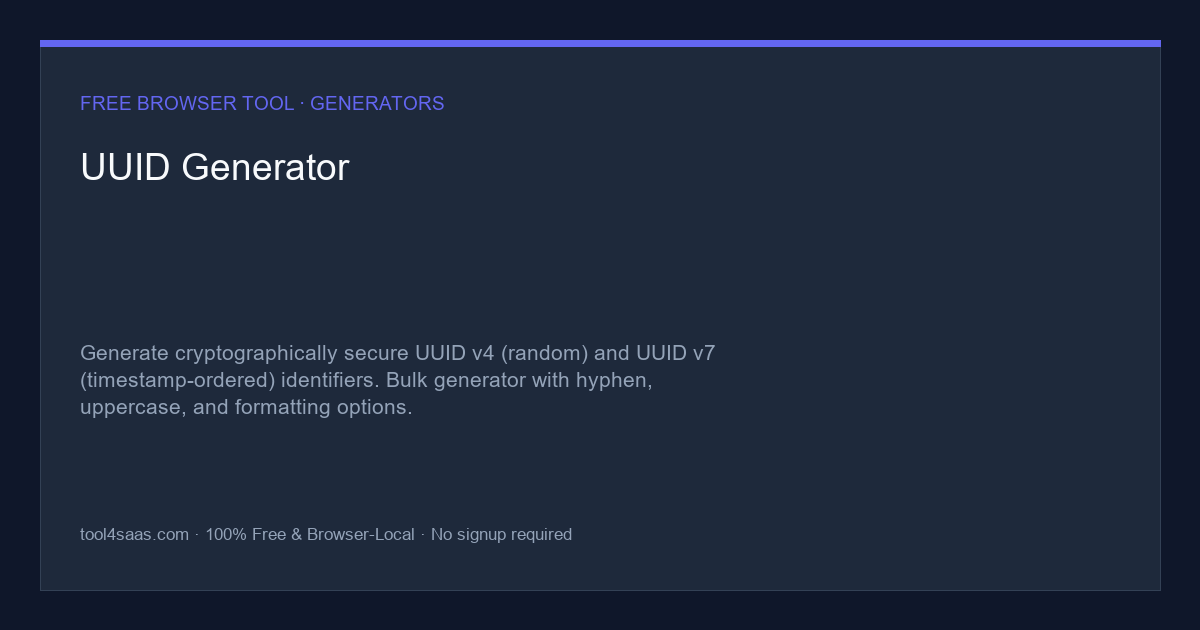 FREE BROWSER TOOL · GENERATORS
UUID Generator
Generate cryptographically secure UUID v4 (random) and UUID v7
(timestamp-ordered) identifiers. Bulk generator with hyphen,
uppercase, and formatting options.
tool4saas.com · 100% Free & Browser-Local · No signup required